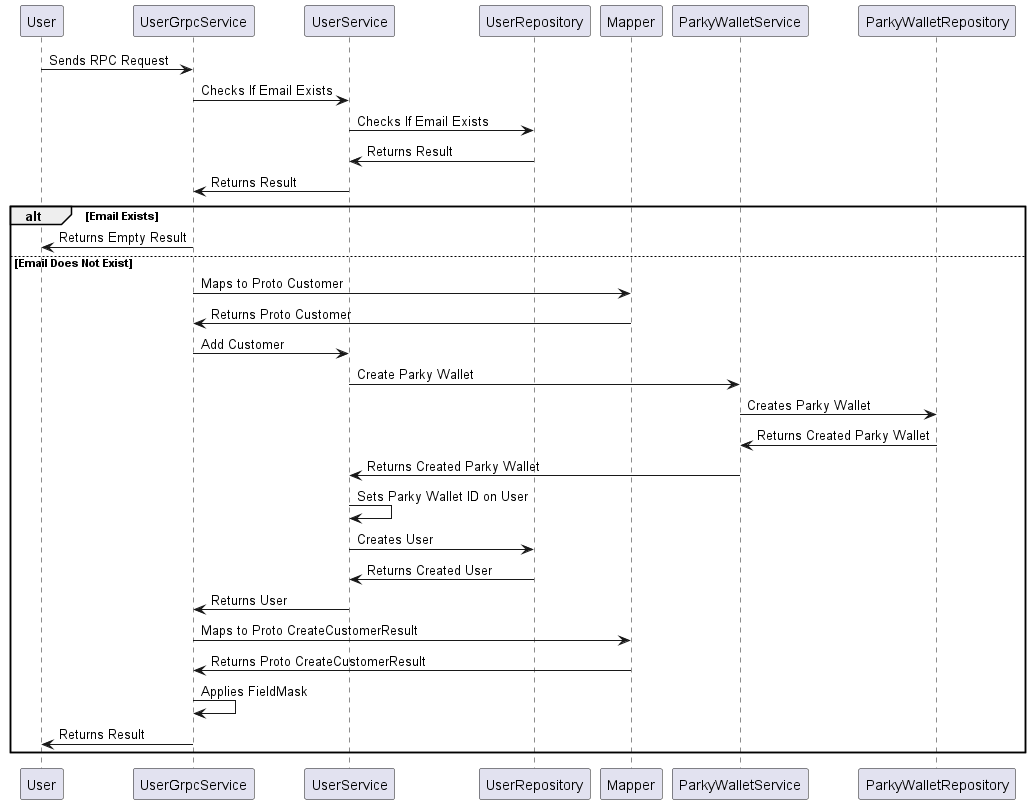 User UserGrpcService UserService UserRepository Mapper ParkyWalletService ParkyWalletRepository
Sends RPC Request
Checks If Email Exists
Checks If Email Exists
Returns Result
Returns Result
alt [Email Exists]
Returns Empty Result
[Email Does Not Exist]
Maps to Proto Customer
Returns Proto Customer
Add Customer
Create Parky Wallet
Creates Parky Wallet
Returns Created Parky Wallet
Returns Created Parky Wallet
Sets Parky Wallet ID on User
Creates User
Returns Created User
Returns User
Maps to Proto CreateCustomerResult
Returns Proto CreateCustomerResult
Applies FieldMask
Returns Result
User UserGrpcService UserService UserRepository Mapper ParkyWalletService ParkyWalletRepository